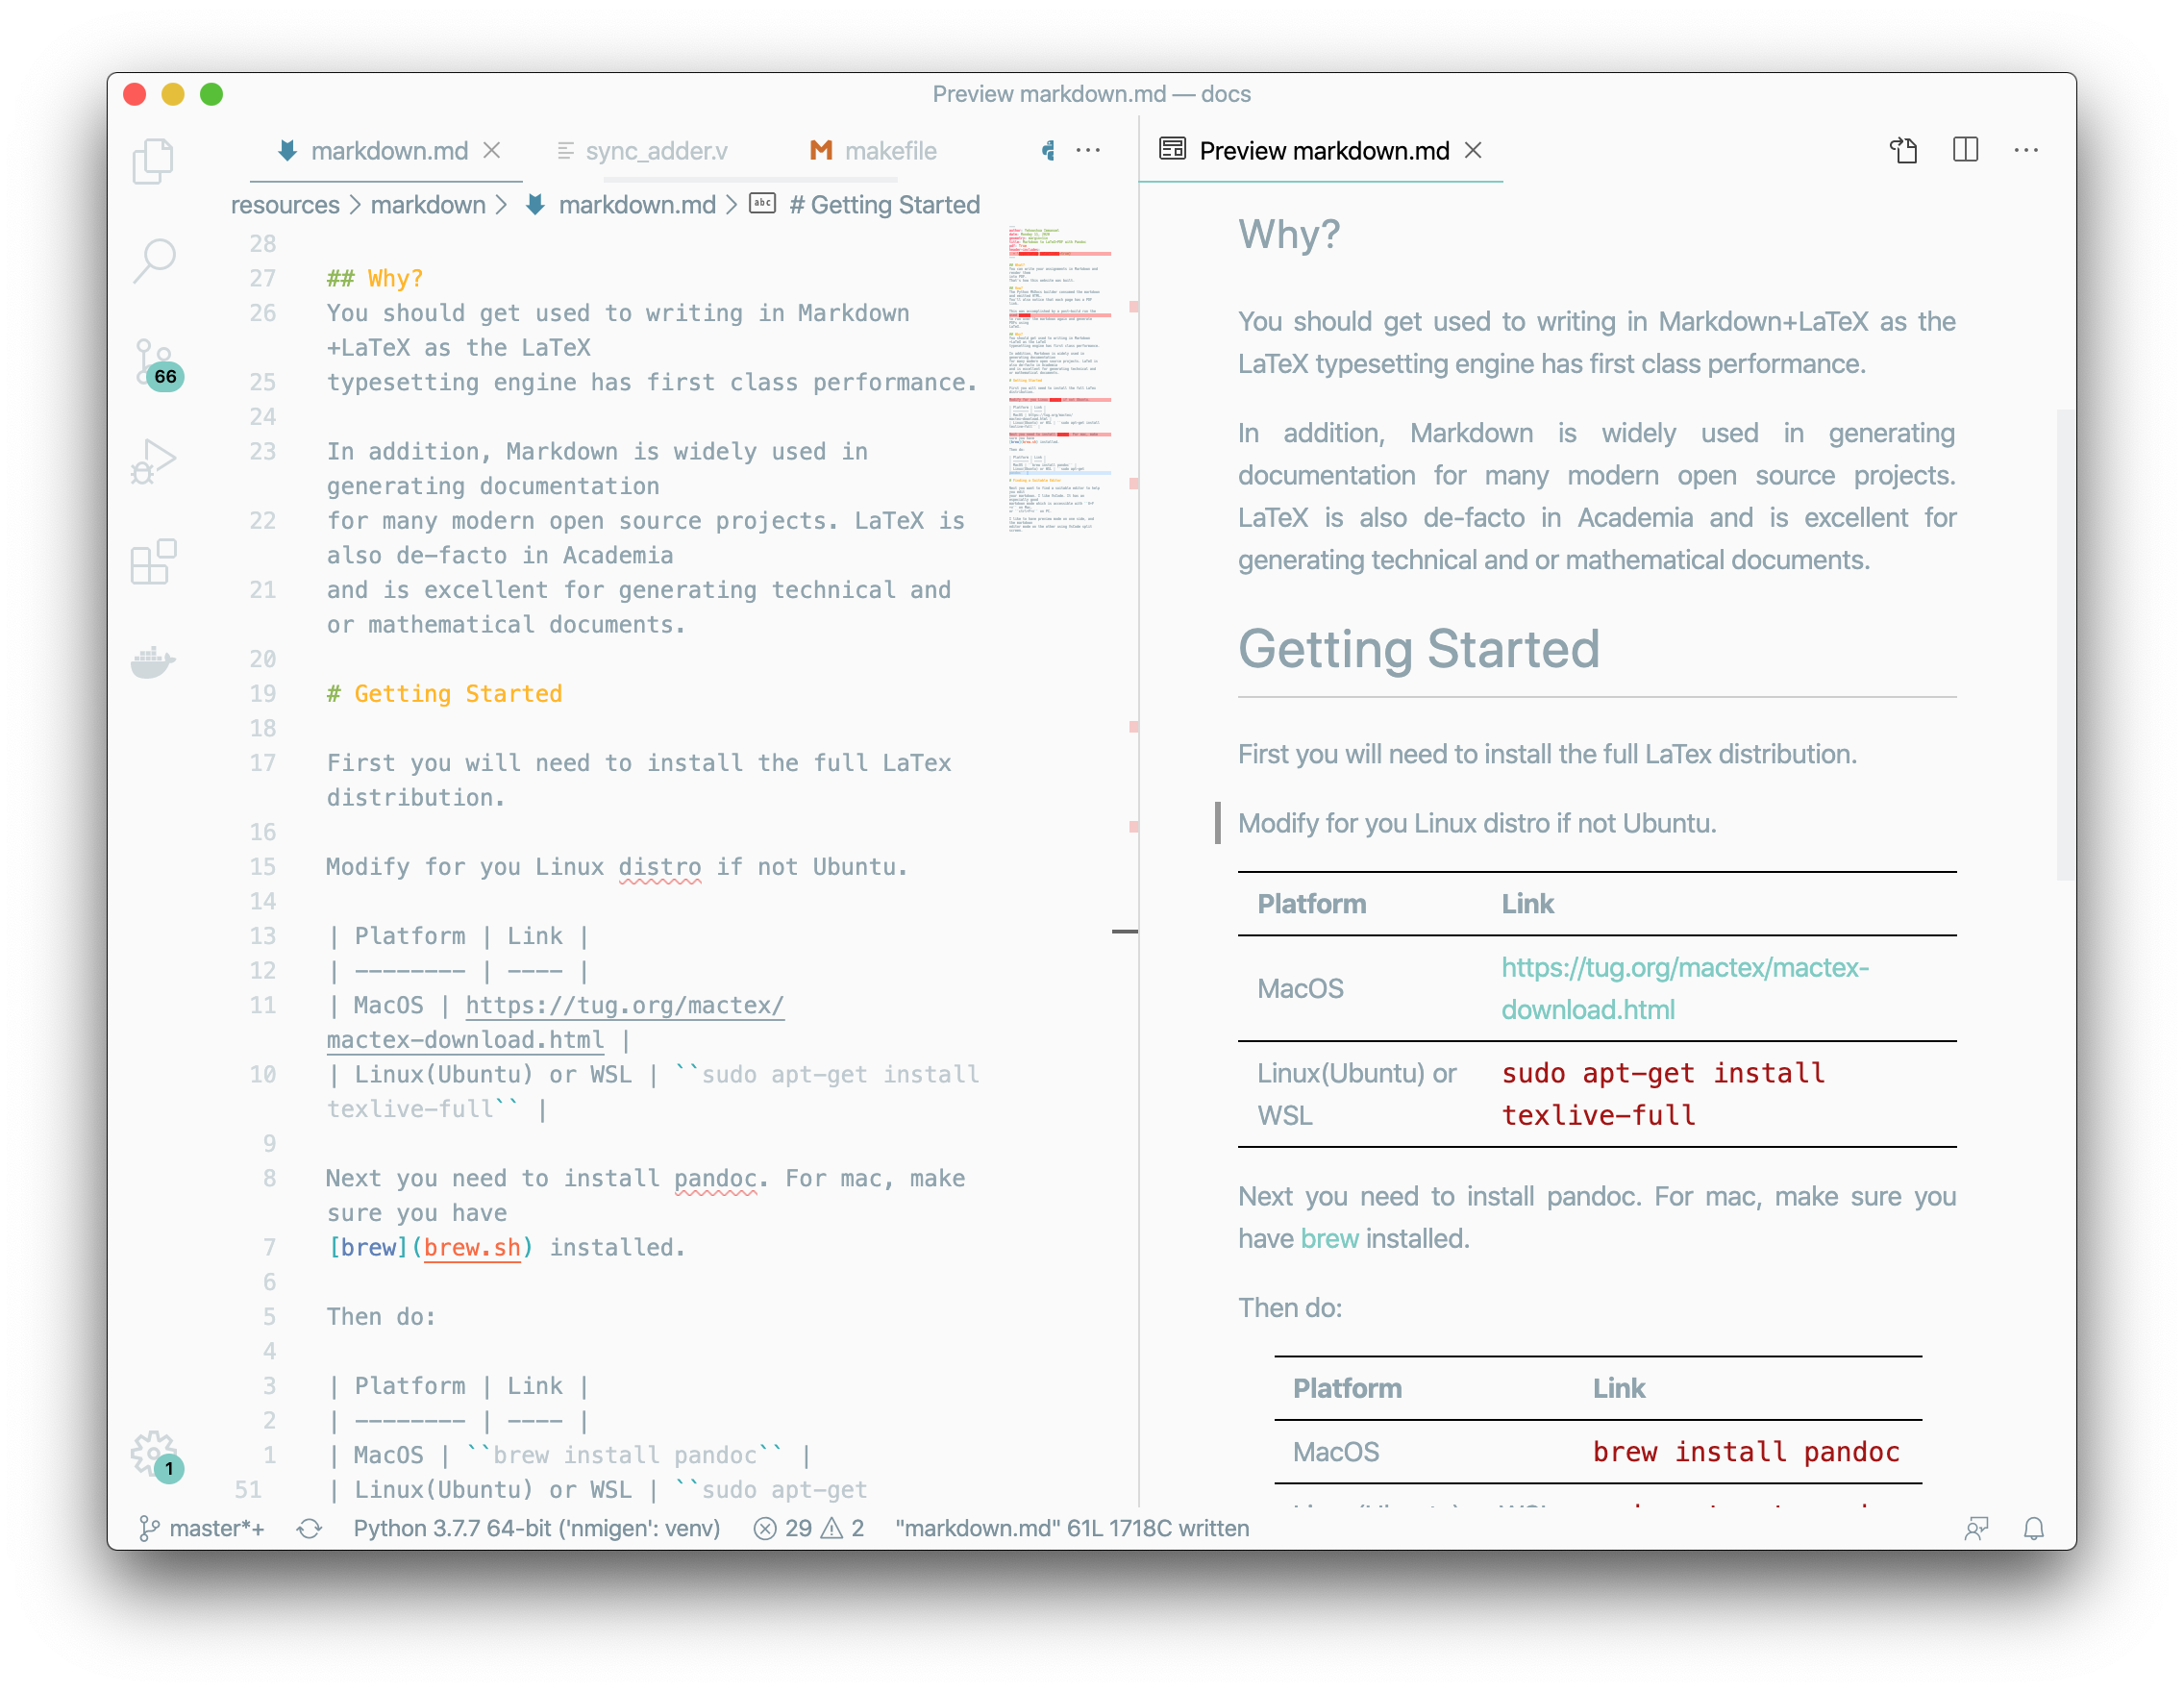 Preview markdown.md — docs
markdown.md
sync_adder.v
makefile
resources > markdown > markdown.md > # Getting Started
28
27 ## Why?
26 You should get used to writing in Markdown
+LaTeX as the LaTeX
25 typesetting engine has first class performance.
24
23 In addition, Markdown is widely used in
generating documentation
22 for many modern open source projects. LaTeX is
also de-facto in Academia
21 and is excellent for generating technical and
or mathematical documents.
20
19 # Getting Started
18
17 First you will need to install the full LaTex
distribution.
16
15 Modify for you Linux distro if not Ubuntu.
14
13 | Platform | Link |
12 | -------- | ---- |
11 | MacOS | https://tug.org/mactex/
mactex-download.html |
10 | Linux(Ubuntu) or WSL | ``sudo apt-get install
texlive-full`` |
9
8 Next you need to install pandoc. For mac, make
sure you have
7 [brew](brew.sh) installed.
6
5 Then do:
4
3 | Platform | Link |
2 | -------- | ---- |
1 | MacOS | ``brew install pandoc`` |
51 | Linux(Ubuntu) or WSL | ``sudo apt-get
66
1
Preview markdown.md
Why?
You should get used to writing in Markdown+LaTeX as the
LaTeX typesetting engine has first class performance.
In addition, Markdown is widely used in generating
documentation for many modern open source projects.
LaTeX is also de-facto in Academia and is excellent for
generating technical and or mathematical documents.
Getting Started
First you will need to install the full LaTex distribution.
Modify for you Linux distro if not Ubuntu.
Platform Link
MacOS https://tug.org/mactex/mactex-
download.html
Linux(Ubuntu) or sudo apt-get install
WSL texlive-full
Next you need to install pandoc. For mac, make sure you
have brew installed.
Then do:
Platform Link
MacOS brew install pandoc
master*+ Python 3.7.7 64-bit ('nmigen': venv) 29 2 "markdown.md" 61L 1718C written